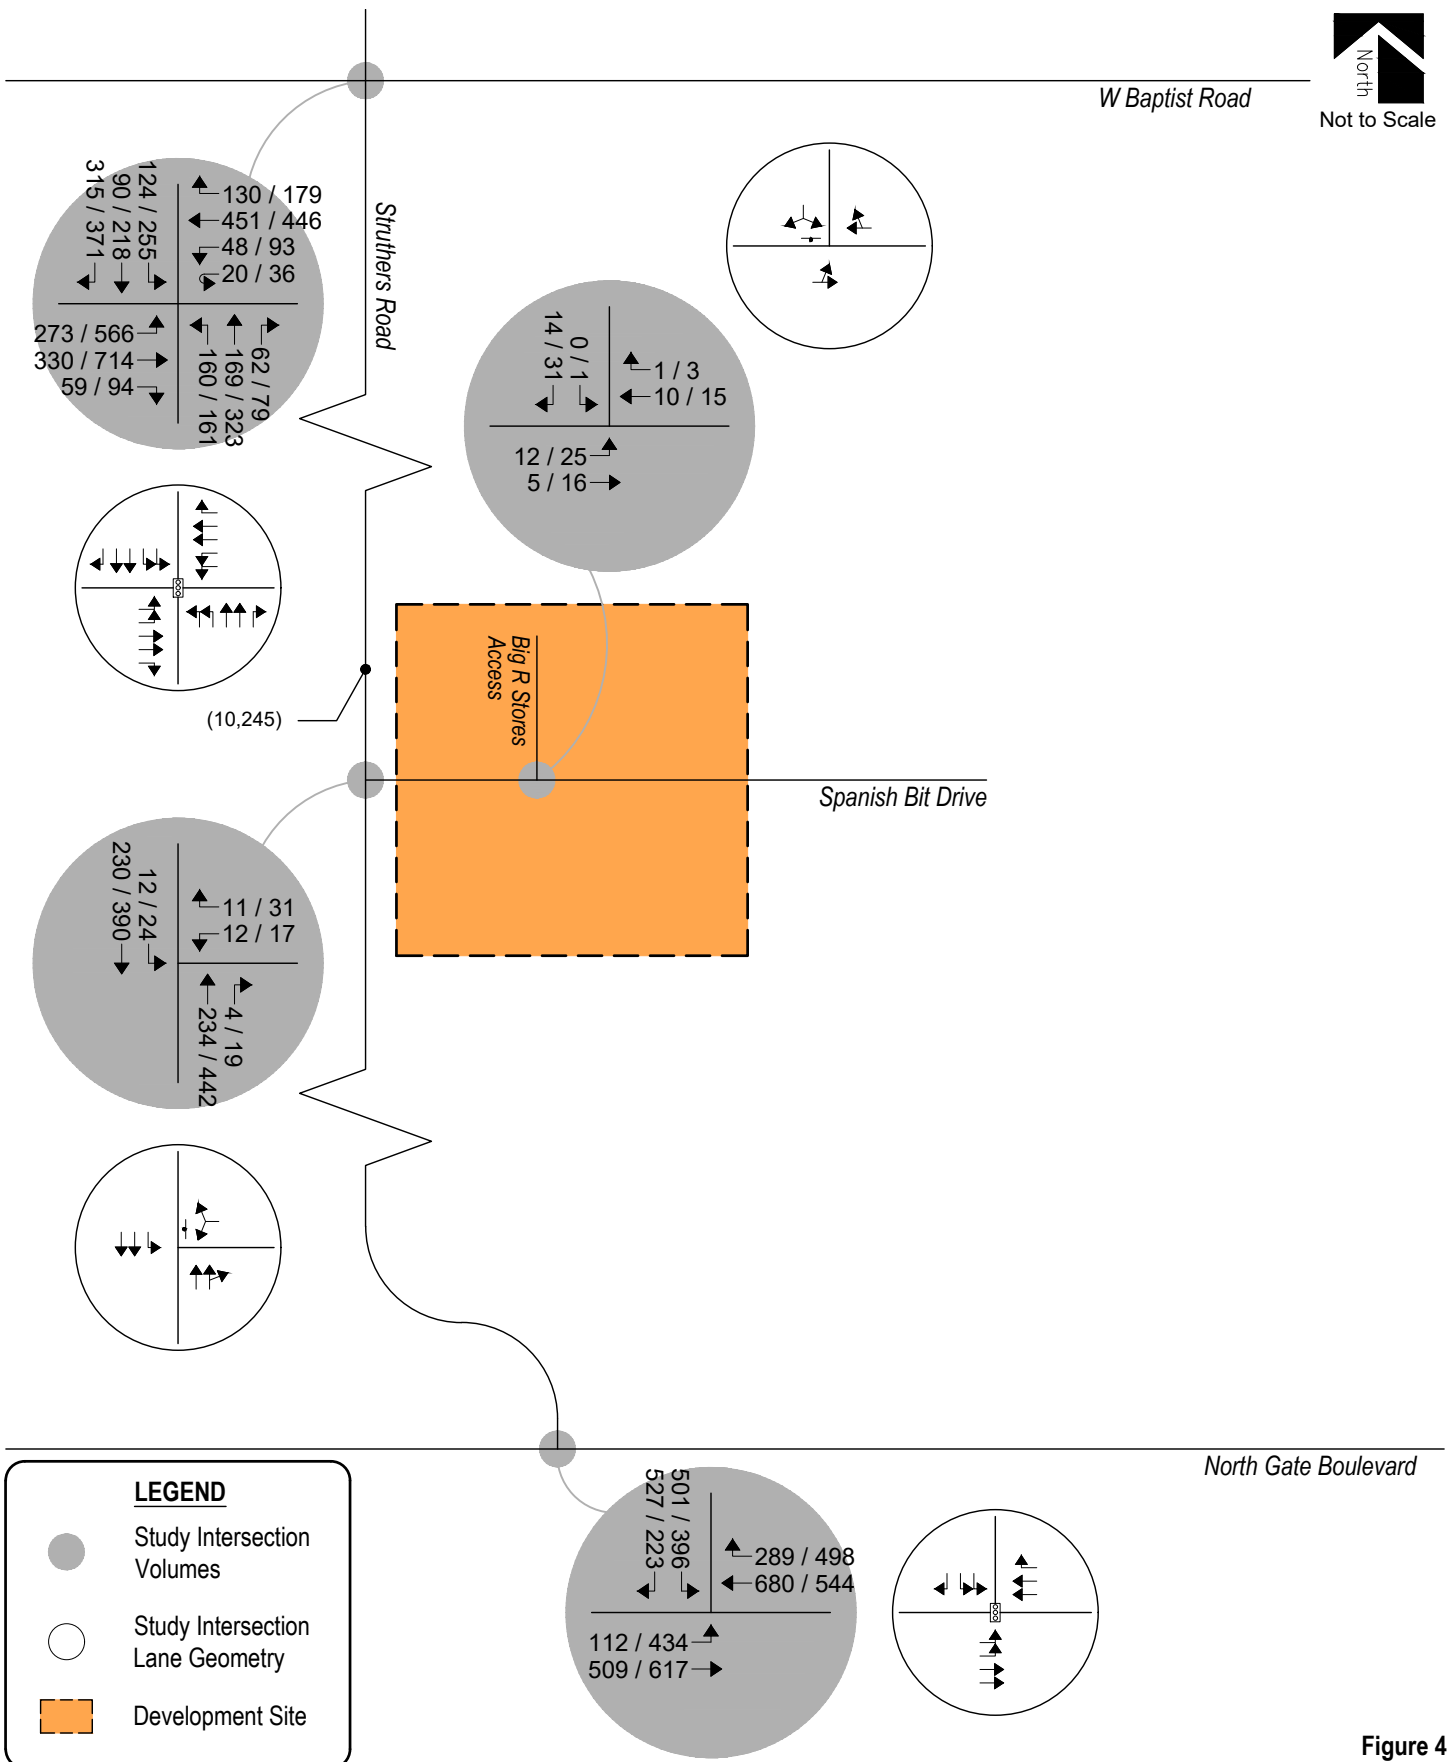 North
Not to Scale
W Baptist Road
Struthers Road
315 / 371
90 / 218
124 / 255
130 / 179
451 / 446
48 / 93
20 / 36
273 / 566
330 / 714
59 / 94
160 / 161
169 / 323
62 / 79
14 / 31
0 / 1
1 / 3
10 / 15
12 / 25
5 / 16
(10,245)
Big R Stores
Access
Spanish Bit Drive
230 / 390
12 / 24
11 / 31
12 / 17
234 / 442
4 / 19
North Gate Boulevard
527 / 223
501 / 396
289 / 498
680 / 544
112 / 434
509 / 617
LEGEND
Study Intersection
Volumes
Study Intersection
Lane Geometry
Development Site
Figure 4